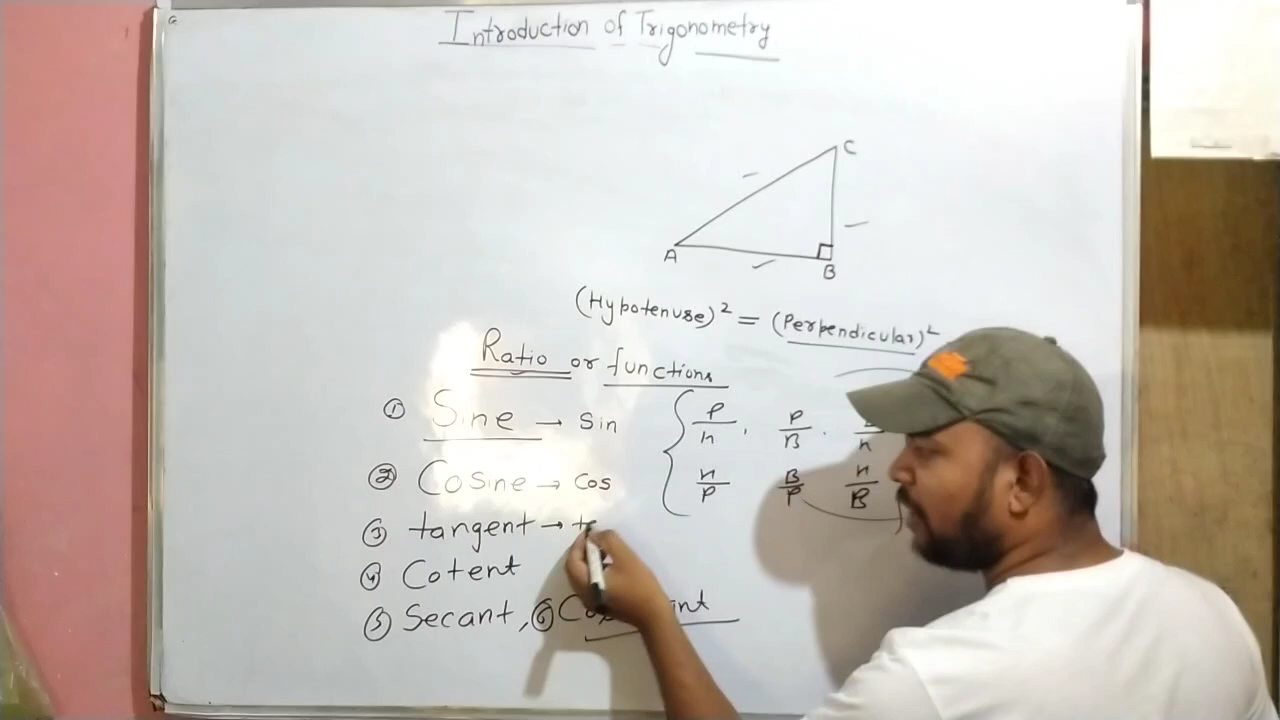 Introduction of Trigonometry
C
A
B
(Hypotenuse)² = (Perpendicular)²
Ratio or functions
① Sine → Sin
P/h , P/B . /h
② Cosine → Cos
h/P B/P h/B
③ tangent →
④ Cotent
⑤ Secant, ⑥